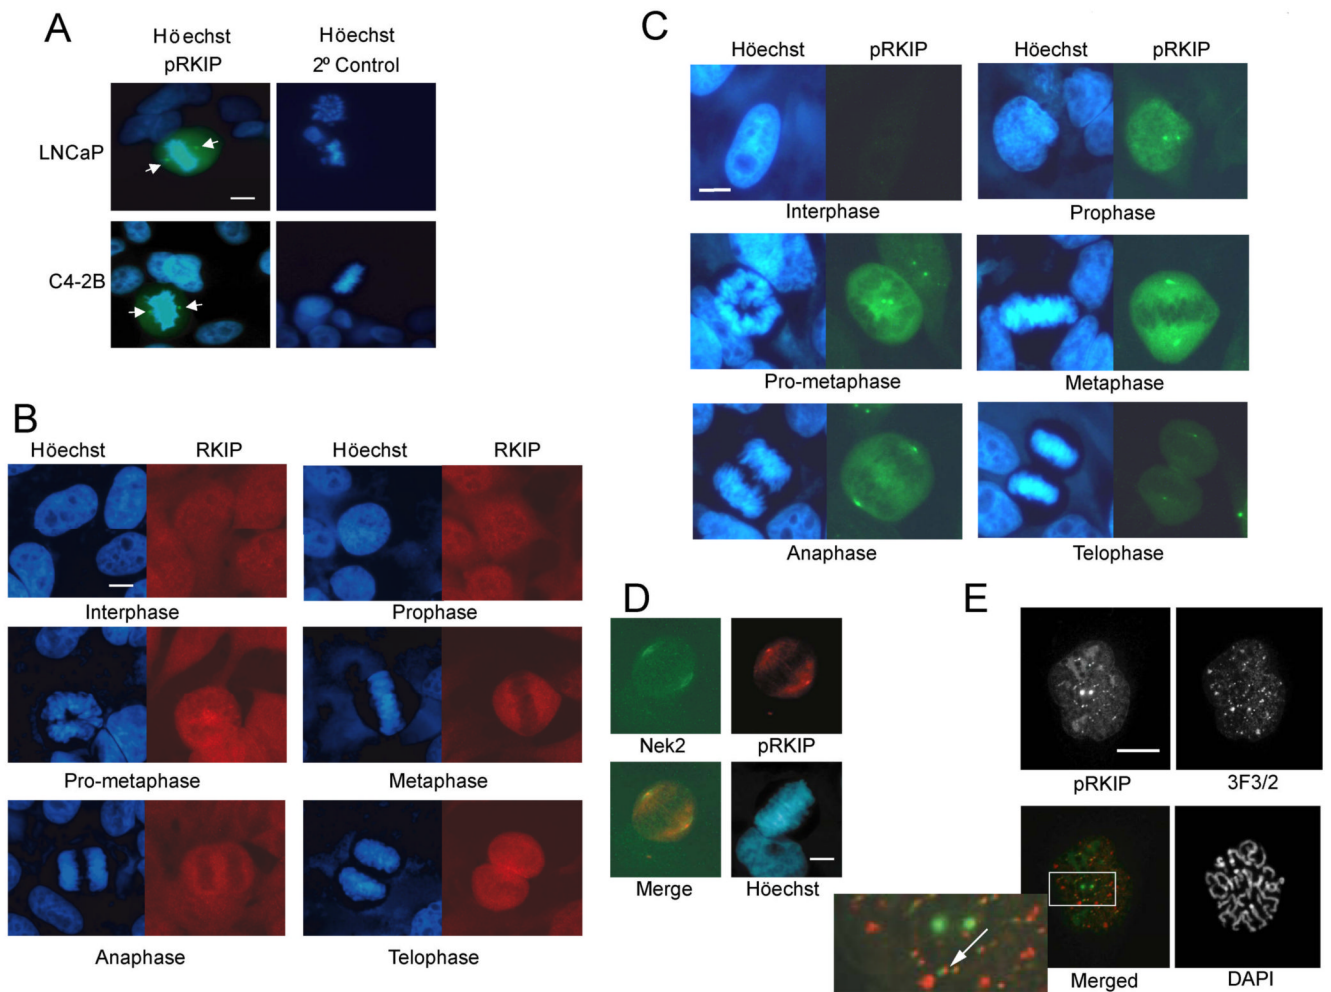 A
Höechst
pRKIP
Höechst
2º Control
LNCaP
C4-2B
B
Höechst
RKIP
Höechst
RKIP
Interphase
Prophase
Pro-metaphase
Metaphase
Anaphase
Telophase
C
Höechst
pRKIP
Höechst
pRKIP
Interphase
Prophase
Pro-metaphase
Metaphase
Anaphase
Telophase
D
Nek2
pRKIP
Merge
Höechst
E
pRKIP
3F3/2
Merged
DAPI